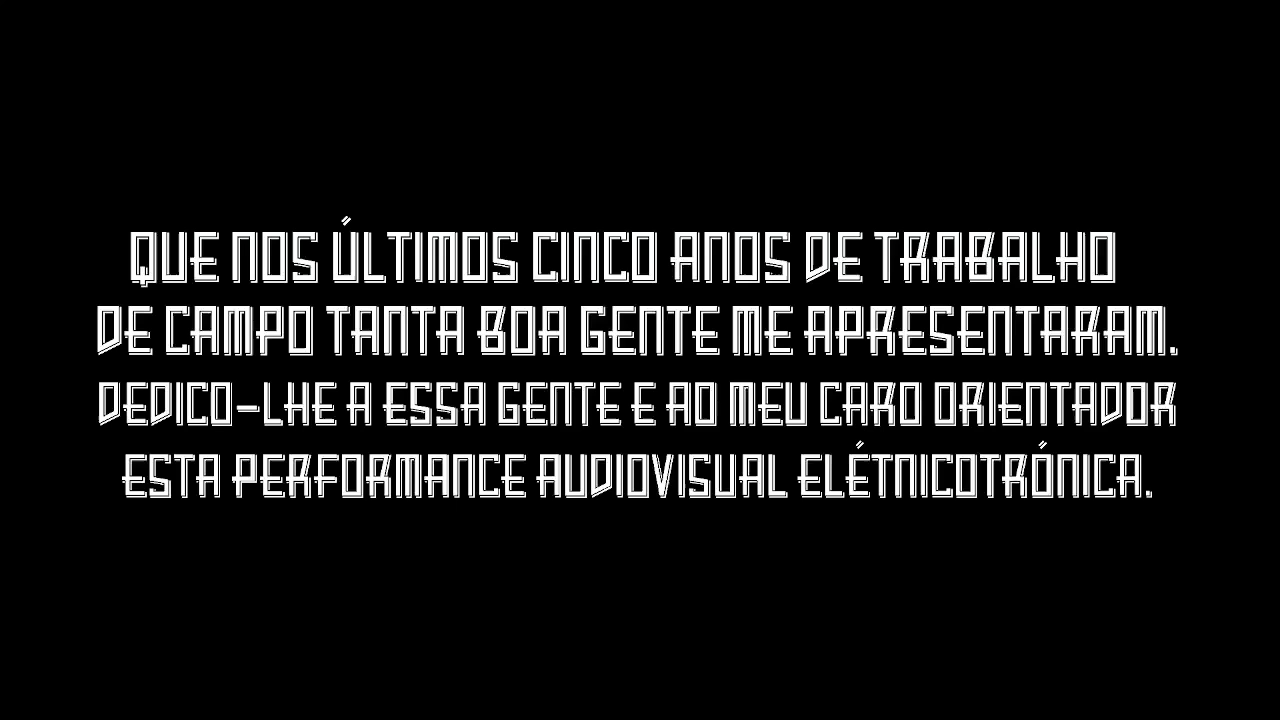 QUE NOS ÚLTIMOS CINCO ANOS DE TRABALHO
DE CAMPO TANTA BOA GENTE ME APRESENTARAM.
DEDICO-LHE A ESSA GENTE E AO MEU CARO ORIENTADOR
ESTA PERFORMANCE AUDIOVISUAL ELÉTNICOTRÓNICA.